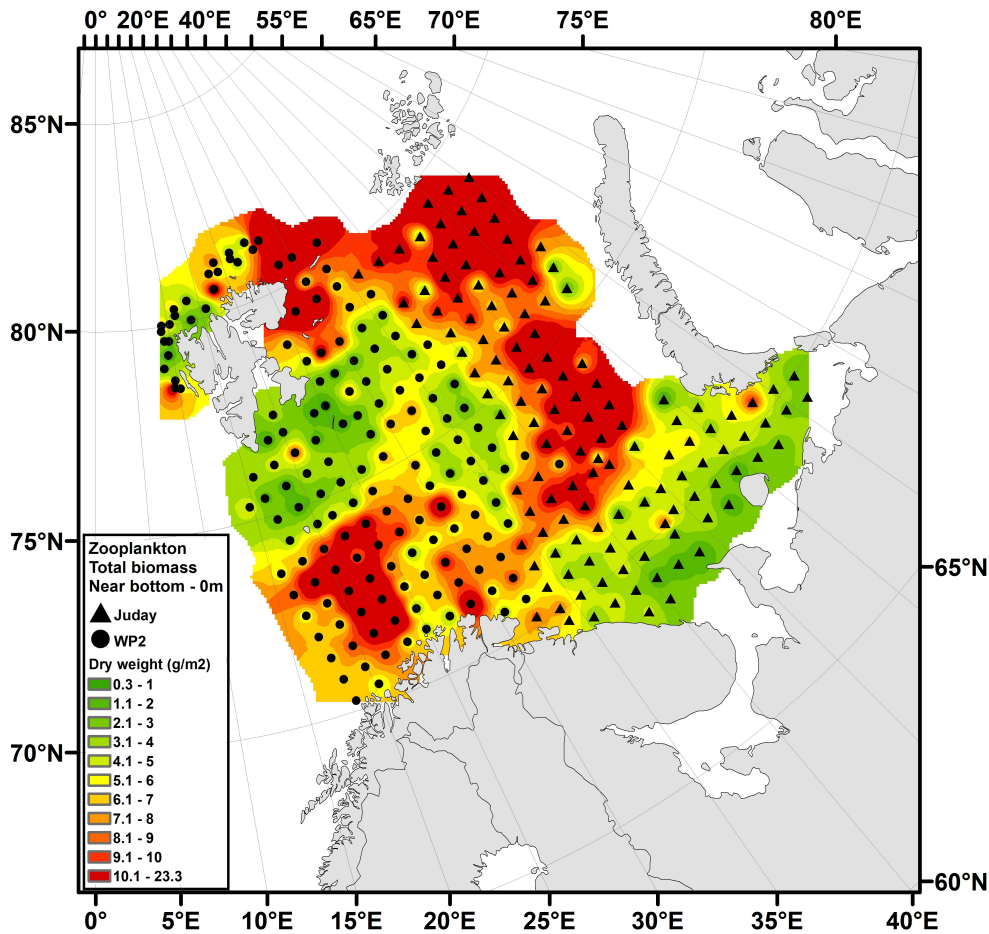 0° 20°E 40°E 55°E 65°E 70°E 75°E 80°E
85°N
80°N
75°N
70°N
65°N
60°N
Zooplankton
Total biomass
Near bottom - 0m
Juday
WP2
Dry weight (g/m2)
0.3 - 1
1.1 - 2
2.1 - 3
3.1 - 4
4.1 - 5
5.1 - 6
6.1 - 7
7.1 - 8
8.1 - 9
9.1 - 10
10.1 - 23.3
0° 5°E 10°E 15°E 20°E 25°E 30°E 35°E 40°E